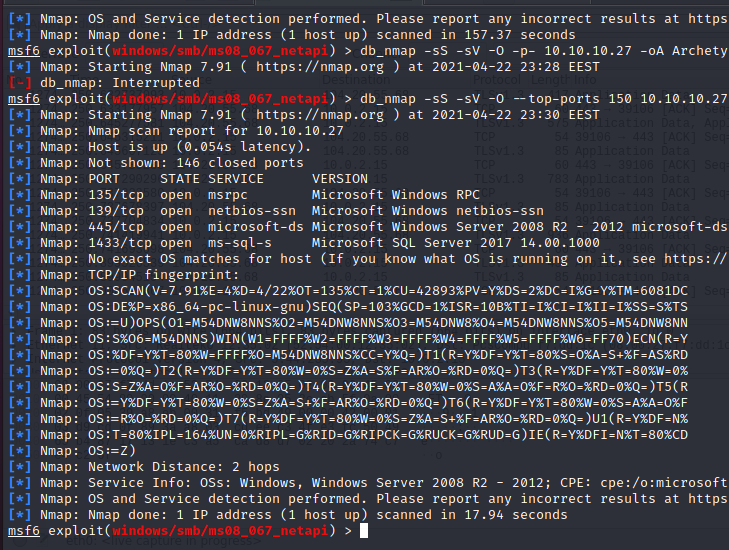 [*] Nmap: OS and Service detection performed. Please report any incorrect results at https
[*] Nmap: Nmap done: 1 IP address (1 host up) scanned in 157.37 seconds
msf6 exploit(windows/smb/ms08_067_netapi) > db_nmap -sS -sV -O -p- 10.10.10.27 -oA Archety
[*] Nmap: Starting Nmap 7.91 ( https://nmap.org ) at 2021-04-22 23:28 EEST
[-] db_nmap: Interrupted
msf6 exploit(windows/smb/ms08_067_netapi) > db_nmap -sS -sV -O --top-ports 150 10.10.10.27
[*] Nmap: Starting Nmap 7.91 ( https://nmap.org ) at 2021-04-22 23:30 EEST
[*] Nmap: Nmap scan report for 10.10.10.27
[*] Nmap: Host is up (0.054s latency).
[*] Nmap: Not shown: 146 closed ports
[*] Nmap: PORT     STATE SERVICE      VERSION
[*] Nmap: 135/tcp  open  msrpc        Microsoft Windows RPC
[*] Nmap: 139/tcp  open  netbios-ssn  Microsoft Windows netbios-ssn
[*] Nmap: 445/tcp  open  microsoft-ds Microsoft Windows Server 2008 R2 - 2012 microsoft-ds
[*] Nmap: 1433/tcp open  ms-sql-s     Microsoft SQL Server 2017 14.00.1000
[*] Nmap: No exact OS matches for host (If you know what OS is running on it, see https://
[*] Nmap: TCP/IP fingerprint:
[*] Nmap: OS:SCAN(V=7.91%E=4%D=4/22%OT=135%CT=1%CU=42893%PV=Y%DS=2%DC=I%G=Y%TM=6081DC
[*] Nmap: OS:DE%P=x86_64-pc-linux-gnu)SEQ(SP=103%GCD=1%ISR=10B%TI=I%CI=I%II=I%SS=S%TS
[*] Nmap: OS:=U)OPS(O1=M54DNW8NNS%O2=M54DNW8NNS%O3=M54DNW8%O4=M54DNW8NNS%O5=M54DNW8NN
[*] Nmap: OS:S%O6=M54DNNS)WIN(W1=FFFF%W2=FFFF%W3=FFFF%W4=FFFF%W5=FFFF%W6=FF70)ECN(R=Y
[*] Nmap: OS:%DF=Y%T=80%W=FFFF%O=M54DNW8NNS%CC=Y%Q=)T1(R=Y%DF=Y%T=80%S=O%A=S+%F=AS%RD
[*] Nmap: OS:=0%Q=)T2(R=Y%DF=Y%T=80%W=0%S=Z%A=S%F=AR%O=%RD=0%Q=)T3(R=Y%DF=Y%T=80%W=0%
[*] Nmap: OS:S=Z%A=O%F=AR%O=%RD=0%Q=)T4(R=Y%DF=Y%T=80%W=0%S=A%A=O%F=R%O=%RD=0%Q=)T5(R
[*] Nmap: OS:=Y%DF=Y%T=80%W=0%S=Z%A=S+%F=AR%O=%RD=0%Q=)T6(R=Y%DF=Y%T=80%W=0%S=A%A=O%F
[*] Nmap: OS:=R%O=%RD=0%Q=)T7(R=Y%DF=Y%T=80%W=0%S=Z%A=S+%F=AR%O=%RD=0%Q=)U1(R=Y%DF=N%
[*] Nmap: OS:T=80%IPL=164%UN=0%RIPL=G%RID=G%RIPCK=G%RUCK=G%RUD=G)IE(R=Y%DFI=N%T=80%CD
[*] Nmap: OS:=Z)
[*] Nmap: Network Distance: 2 hops
[*] Nmap: Service Info: OSs: Windows, Windows Server 2008 R2 - 2012; CPE: cpe:/o:microsoft
[*] Nmap: OS and Service detection performed. Please report any incorrect results at https
[*] Nmap: Nmap done: 1 IP address (1 host up) scanned in 17.94 seconds
msf6 exploit(windows/smb/ms08_067_netapi) >